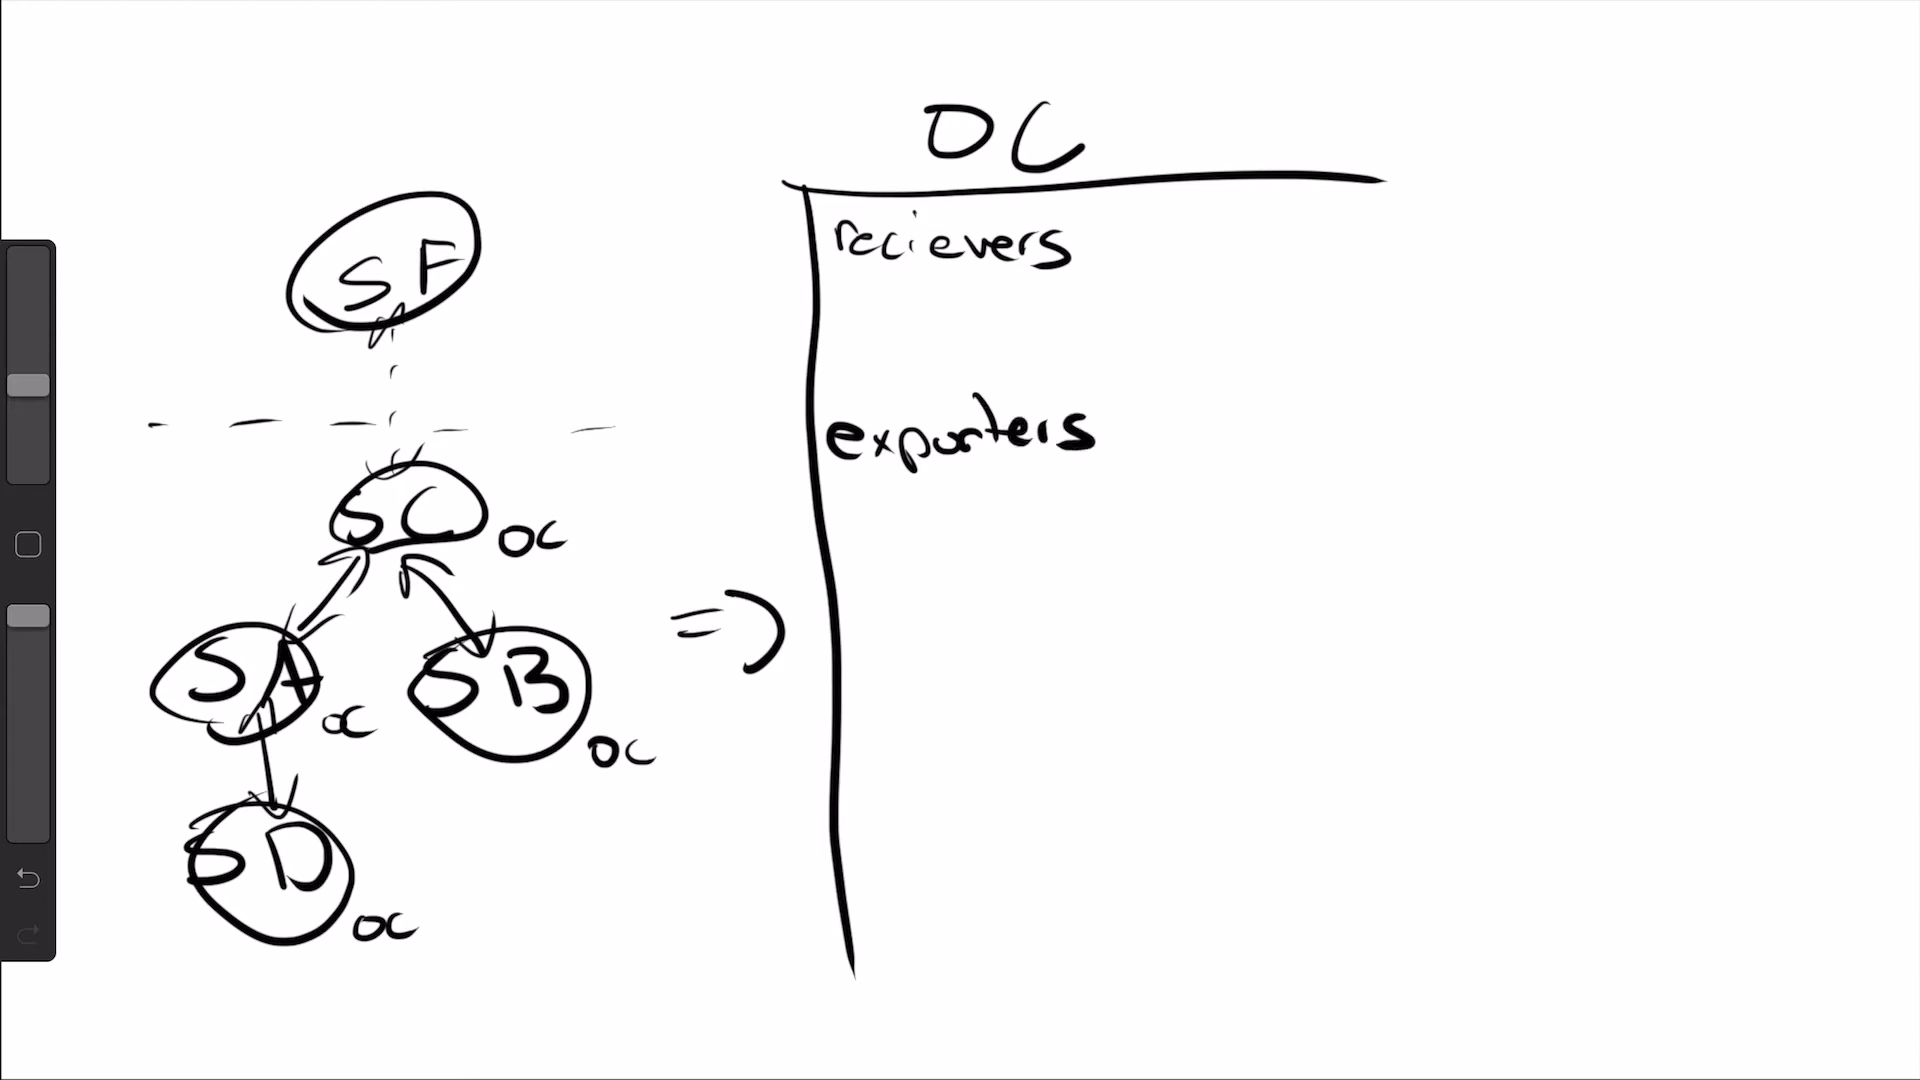 OC
recievers
exporters
SF
SC
OC
SA
OC
SB
OC
SD
OC